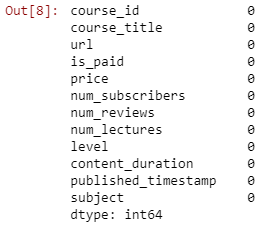 Out[8]: course_id 0
course_title 0
url 0
is_paid 0
price 0
num_subscribers 0
num_reviews 0
num_lectures 0
level 0
content_duration 0
published_timestamp 0
subject 0
dtype: int64